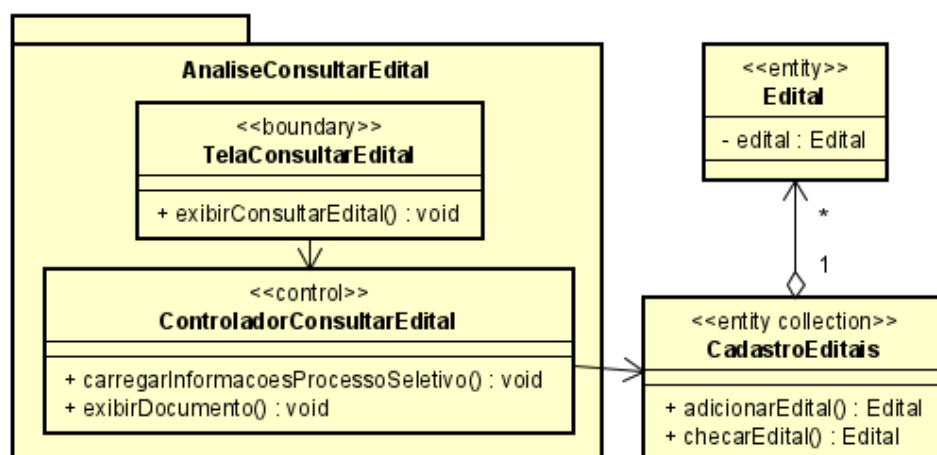 AnaliseConsultarEdital
<<boundary>>
TelaConsultarEdital
+ exibirConsultarEdital() : void
<<control>>
ControladorConsultarEdital
+ carregarInformacoesProcessoSeletivo() : void
+ exibirDocumento() : void
<<entity>>
Edital
- edital : Edital
*
1
<<entity collection>>
CadastroEditais
+ adicionarEdital() : Edital
+ checarEdital() : Edital